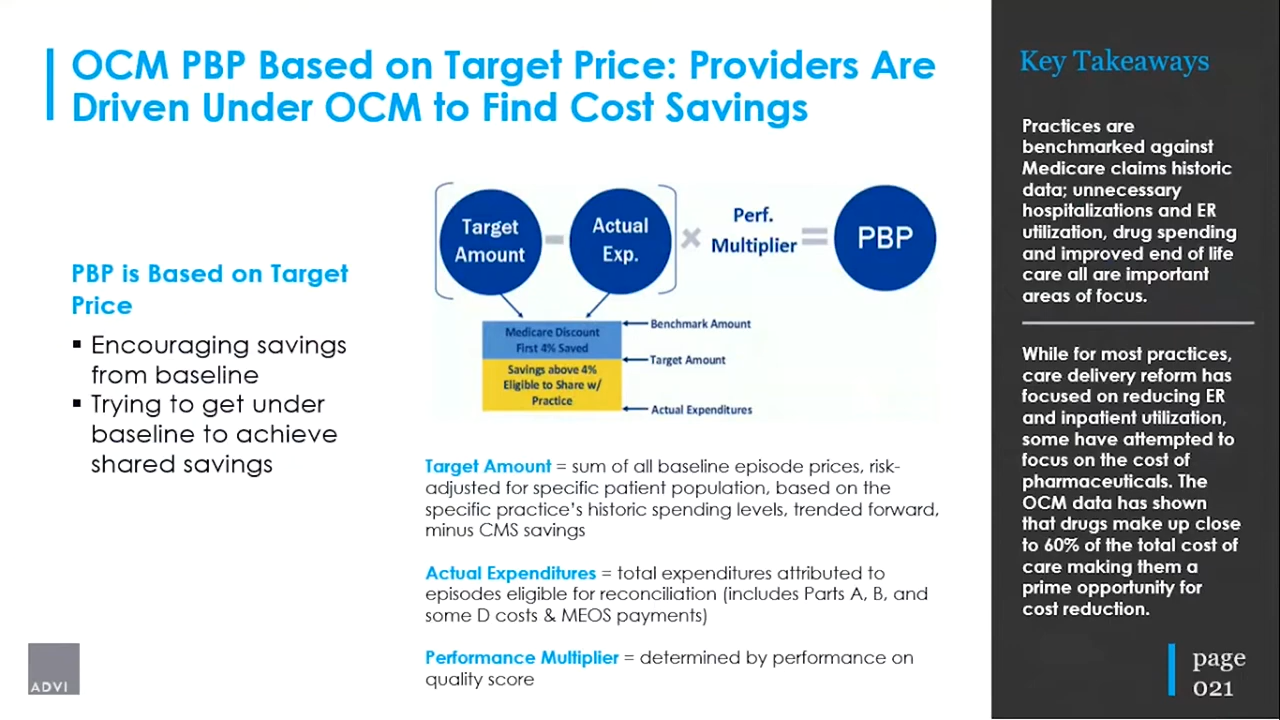 OCM PBP Based on Target Price: Providers Are
Driven Under OCM to Find Cost Savings
PBP is Based on Target
Price
▪ Encouraging savings
from baseline
▪ Trying to get under
baseline to achieve
shared savings
Target
Amount
-
Actual
Exp.
×
Perf.
Multiplier
=
PBP
Medicare Discount
First 4% Saved
Savings above 4%
Eligible to Share w/
Practice
Benchmark Amount
Target Amount
Actual Expenditures
Target Amount = sum of all baseline episode prices, risk-
adjusted for specific patient population, based on the
specific practice's historic spending levels, trended forward,
minus CMS savings
Actual Expenditures = total expenditures attributed to
episodes eligible for reconciliation (includes Parts A, B, and
some D costs & MEOS payments)
Performance Multiplier = determined by performance on
quality score
ADVI
Key Takeaways
Practices are
benchmarked against
Medicare claims historic
data; unnecessary
hospitalizations and ER
utilization, drug spending
and improved end of life
care all are important
areas of focus.
While for most practices,
care delivery reform has
focused on reducing ER
and inpatient utilization,
some have attempted to
focus on the cost of
pharmaceuticals. The
OCM data has shown
that drugs make up close
to 60% of the total cost of
care making them a
prime opportunity for
cost reduction.
page
021